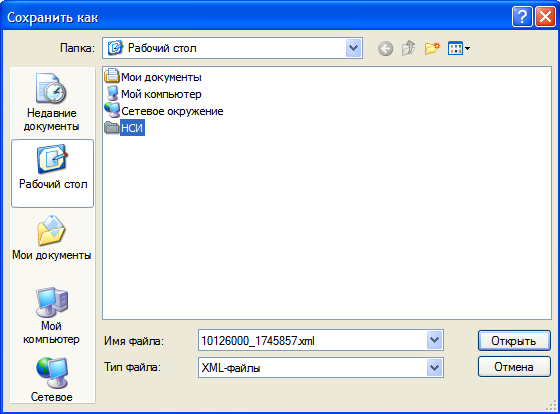 Сохранить как
Папка:
Рабочий стол
Недавние
документы
Рабочий стол
Мои документы
Мой
компьютер
Сетевое
Мои документы
Мой компьютер
Сетевое окружение
НСИ
Имя файла:
10126000_1745857.xml
Открыть
Тип файла:
XML-файлы
Отмена